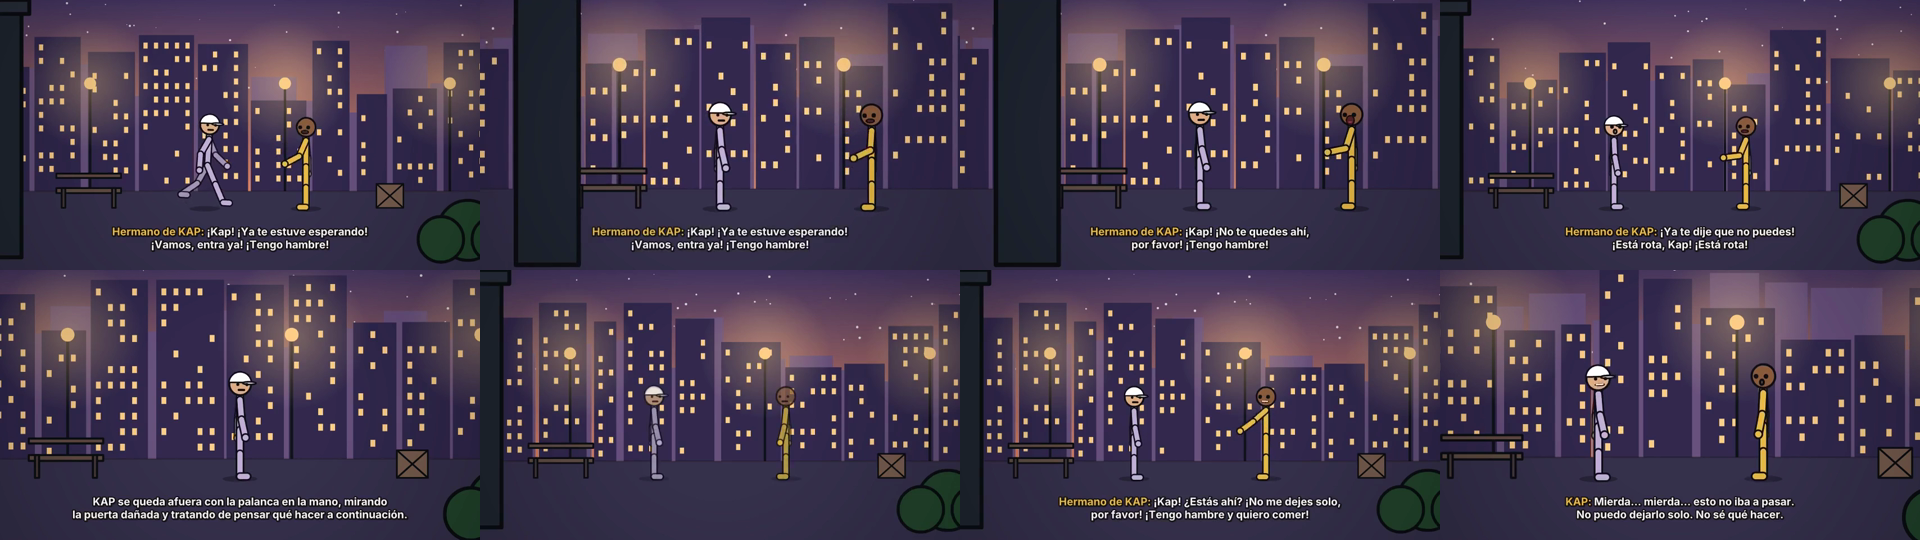 Hermano de KAP: ¡Kap! ¡Ya te estuve esperando!
¡Vamos, entra ya! ¡Tengo hambre!
Hermano de KAP: ¡Kap! ¡Ya te estuve esperando!
¡Vamos, entra ya! ¡Tengo hambre!
Hermano de KAP: ¡Kap! ¡No te quedes ahí,
por favor! ¡Tengo hambre!
Hermano de KAP: ¡Ya te dije que no puedes!
¡Está rota, Kap! ¡Está rota!
KAP se queda afuera con la palanca en la mano, mirando
la puerta dañada y tratando de pensar qué hacer a continuación.
Hermano de KAP: ¡Kap! ¿Estás ahí? ¡No me dejes solo,
por favor! ¡Tengo hambre y quiero comer!
KAP: Mierda... mierda... esto no iba a pasar.
No puedo dejarlo solo. No sé qué hacer.